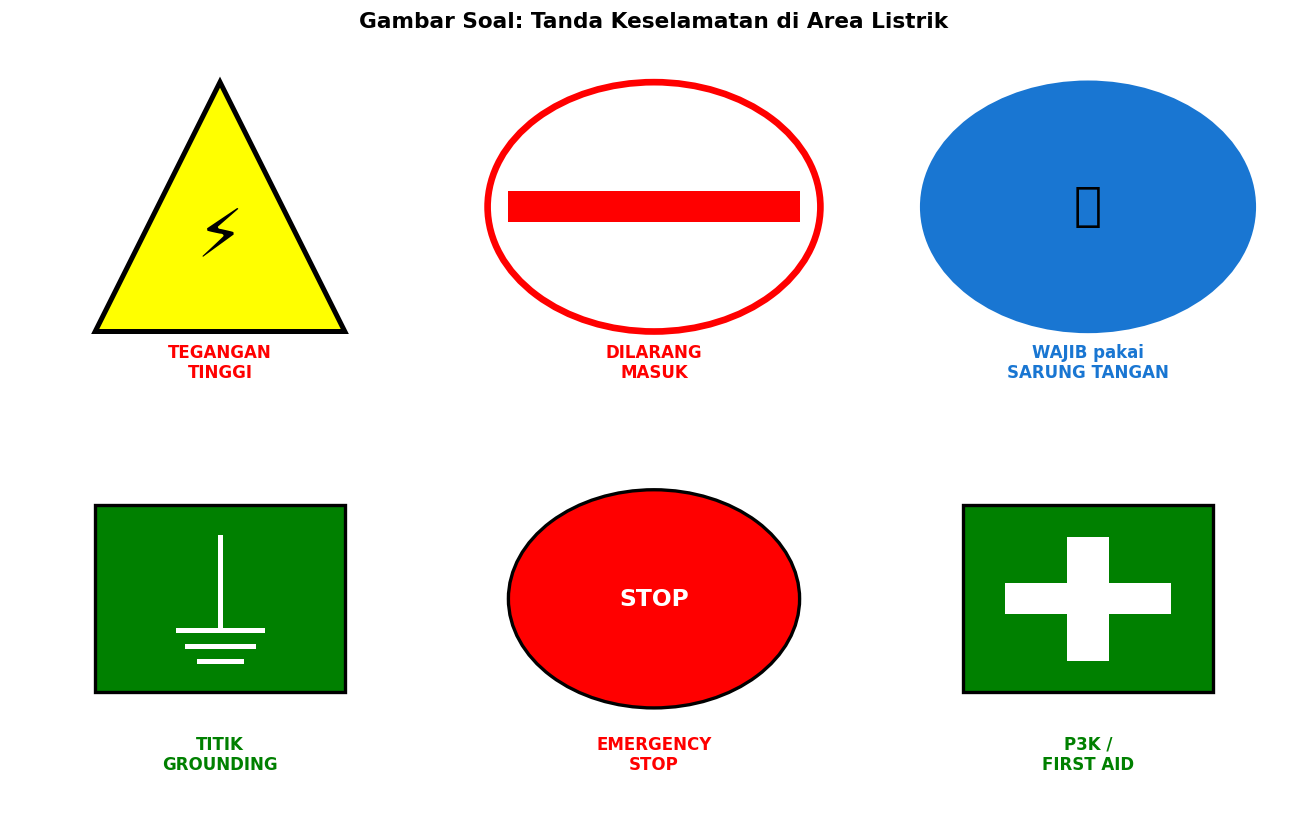 Gambar Soal: Tanda Keselamatan di Area Listrik
TEGANGAN
TINGGI
DILARANG
MASUK
WAJIB pakai
SARUNG TANGAN
STOP
TITIK
GROUNDING
EMERGENCY
STOP
P3K /
FIRST AID